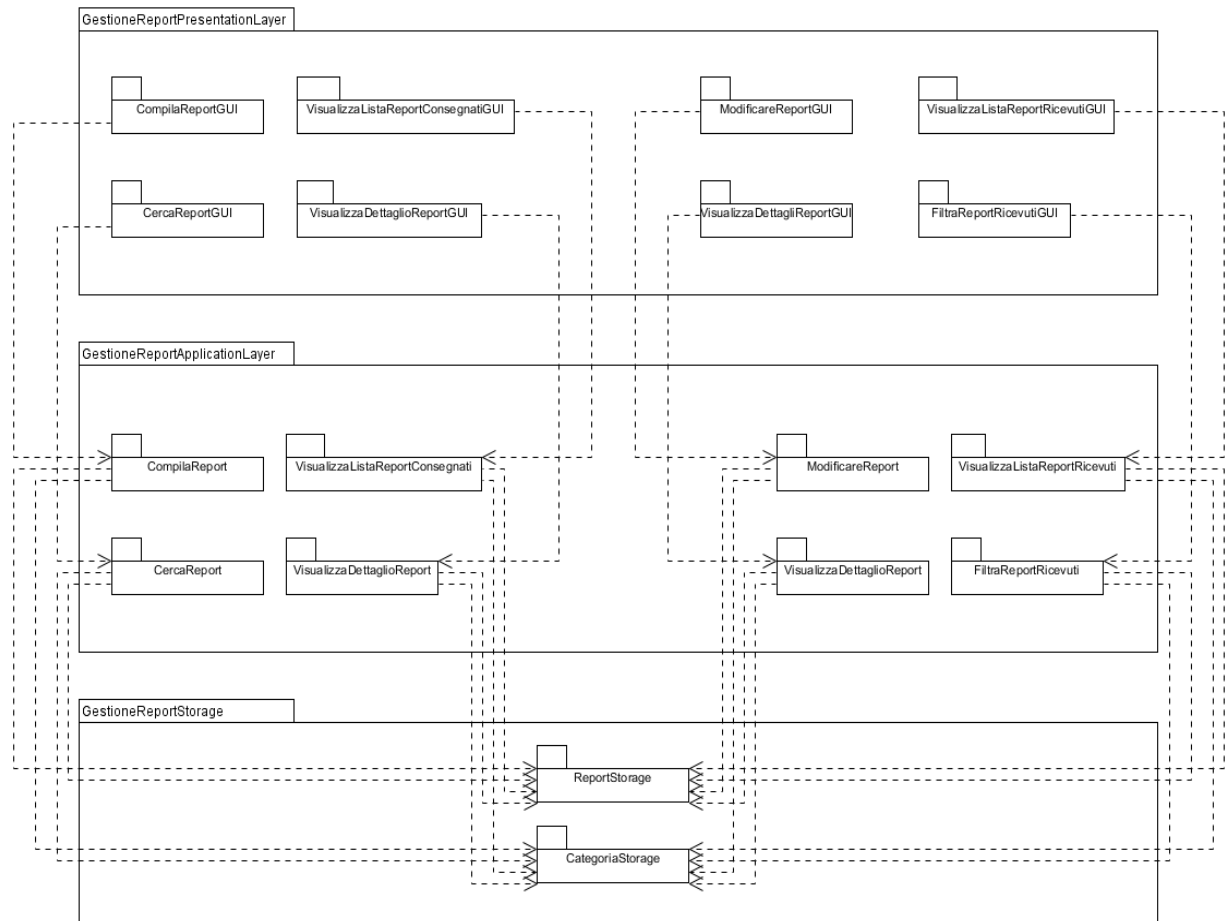 GestioneReportPresentationLayer
CompilaReportGUI
VisualizzaListaReportConsegnatiGUI
ModificareReportGUI
VisualizzaListaReportRicevutiGUI
CercaReportGUI
VisualizzaDettaglioReportGUI
VisualizzaDettagliReportGUI
FiltraReportRicevutiGUI
GestioneReportApplicationLayer
CompilaReport
VisualizzaListaReportConsegnati
ModificareReport
VisualizzaListaReportRicevuti
CercaReport
VisualizzaDettaglioReport
VisualizzaDettaglioReport
FiltraReportRicevuti
GestioneReportStorage
ReportStorage
CategoriaStorage